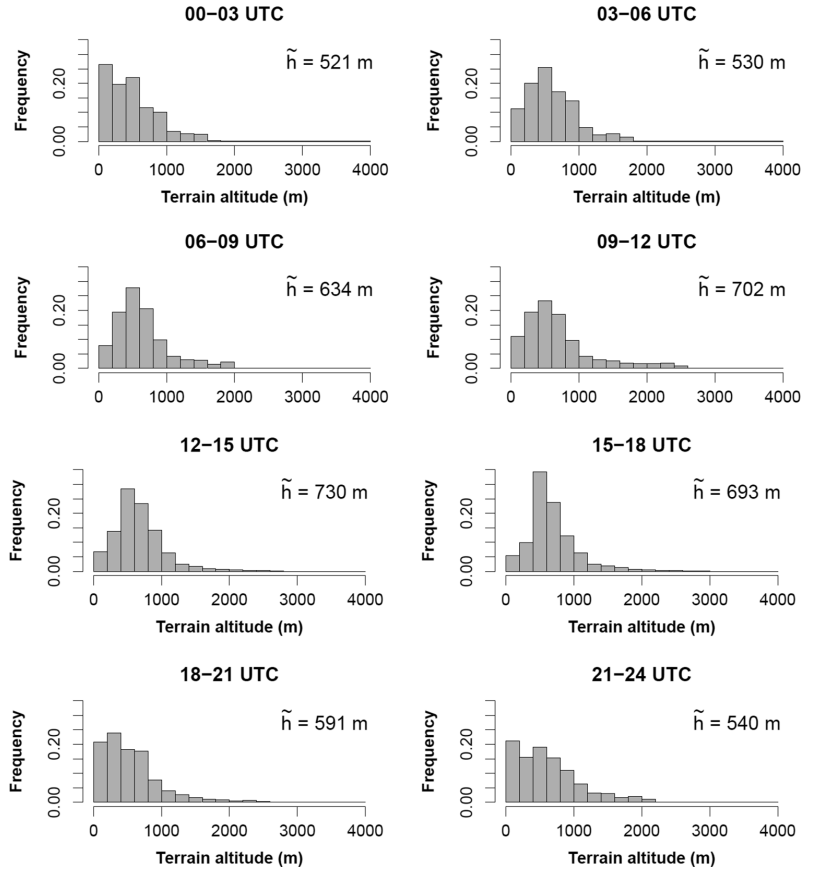 00−03 UTC
Frequency
0.00 0.20
h̃ = 521 m
0 1000 2000 3000 4000
Terrain altitude (m)
03−06 UTC
Frequency
0.00 0.20
h̃ = 530 m
0 1000 2000 3000 4000
Terrain altitude (m)
06−09 UTC
Frequency
0.00 0.20
h̃ = 634 m
0 1000 2000 3000 4000
Terrain altitude (m)
09−12 UTC
Frequency
0.00 0.20
h̃ = 702 m
0 1000 2000 3000 4000
Terrain altitude (m)
12−15 UTC
Frequency
0.00 0.20
h̃ = 730 m
0 1000 2000 3000 4000
Terrain altitude (m)
15−18 UTC
Frequency
0.00 0.20
h̃ = 693 m
0 1000 2000 3000 4000
Terrain altitude (m)
18−21 UTC
Frequency
0.00 0.20
h̃ = 591 m
0 1000 2000 3000 4000
Terrain altitude (m)
21−24 UTC
Frequency
0.00 0.20
h̃ = 540 m
0 1000 2000 3000 4000
Terrain altitude (m)